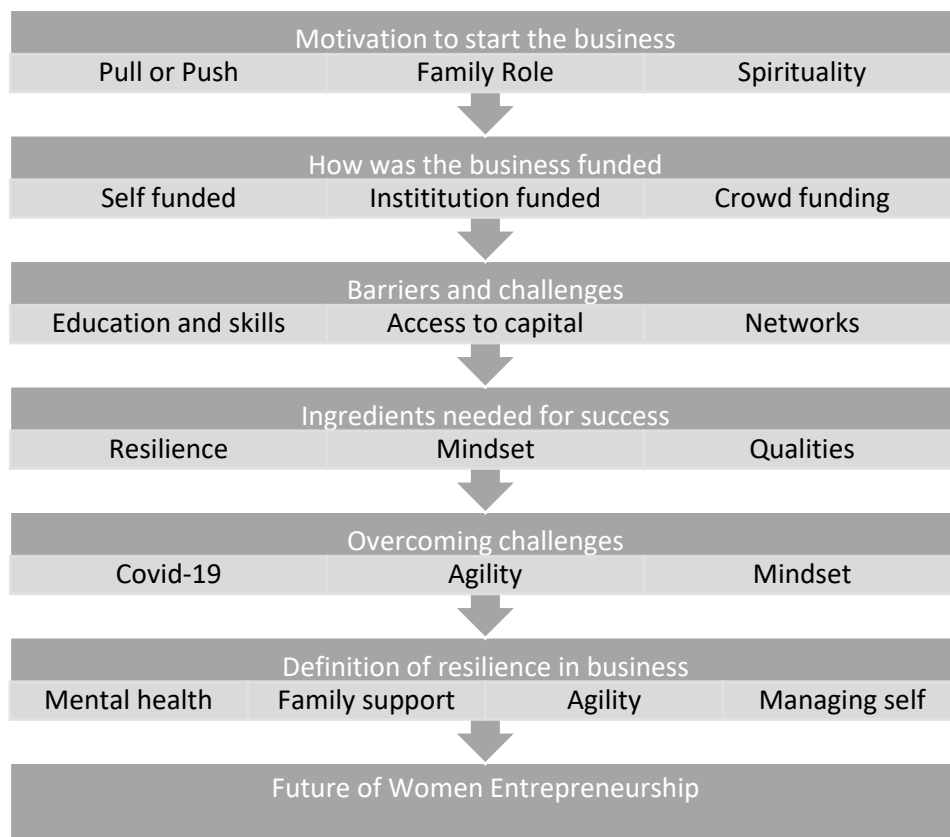 Motivation to start the business
Pull or Push Family Role Spirituality
How was the business funded
Self funded Instititution funded Crowd funding
Barriers and challenges
Education and skills Access to capital Networks
Ingredients needed for success
Resilience Mindset Qualities
Overcoming challenges
Covid-19 Agility Mindset
Definition of resilience in business
Mental health Family support Agility Managing self
Future of Women Entrepreneurship